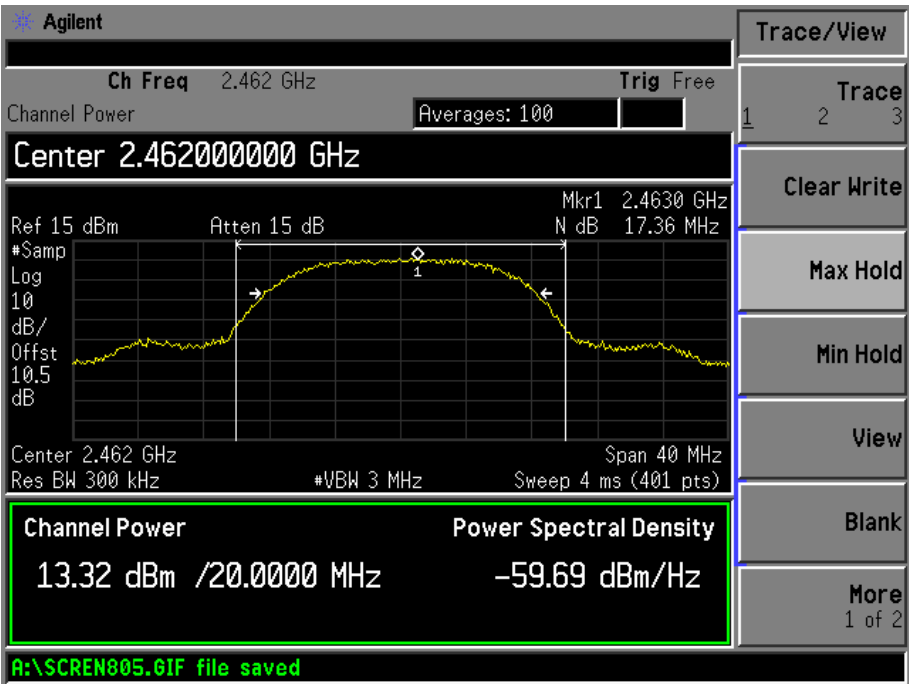 Agilent
Ch Freq 2.462 GHz Trig Free
Channel Power Averages: 100
Center 2.462000000 GHz
Mkr1 2.4630 GHz
Ref 15 dBm Atten 15 dB N dB 17.36 MHz
#Samp
Log
10
dB/
Offst
10.5
dB
1
Center 2.462 GHz Span 40 MHz
Res BW 300 kHz #VBW 3 MHz Sweep 4 ms (401 pts)
Channel Power Power Spectral Density
13.32 dBm /20.0000 MHz -59.69 dBm/Hz
A:\SCREN805.GIF file saved
Trace/View
Trace
1 2 3
Clear Write
Max Hold
Min Hold
View
Blank
More
1 of 2